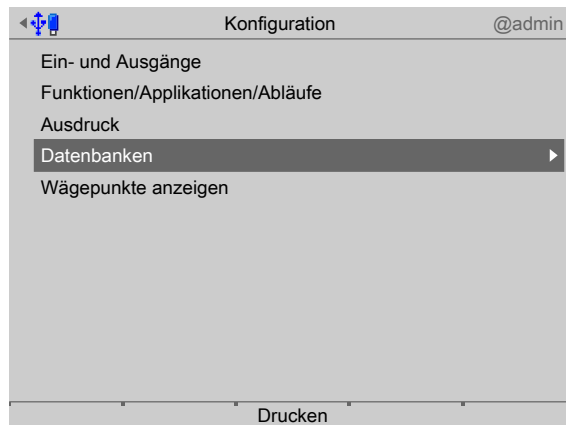 Konfiguration @admin
Ein- und Ausgänge
Funktionen/Applikationen/Abläufe
Ausdruck
Datenbanken
Wägepunkte anzeigen
Drucken